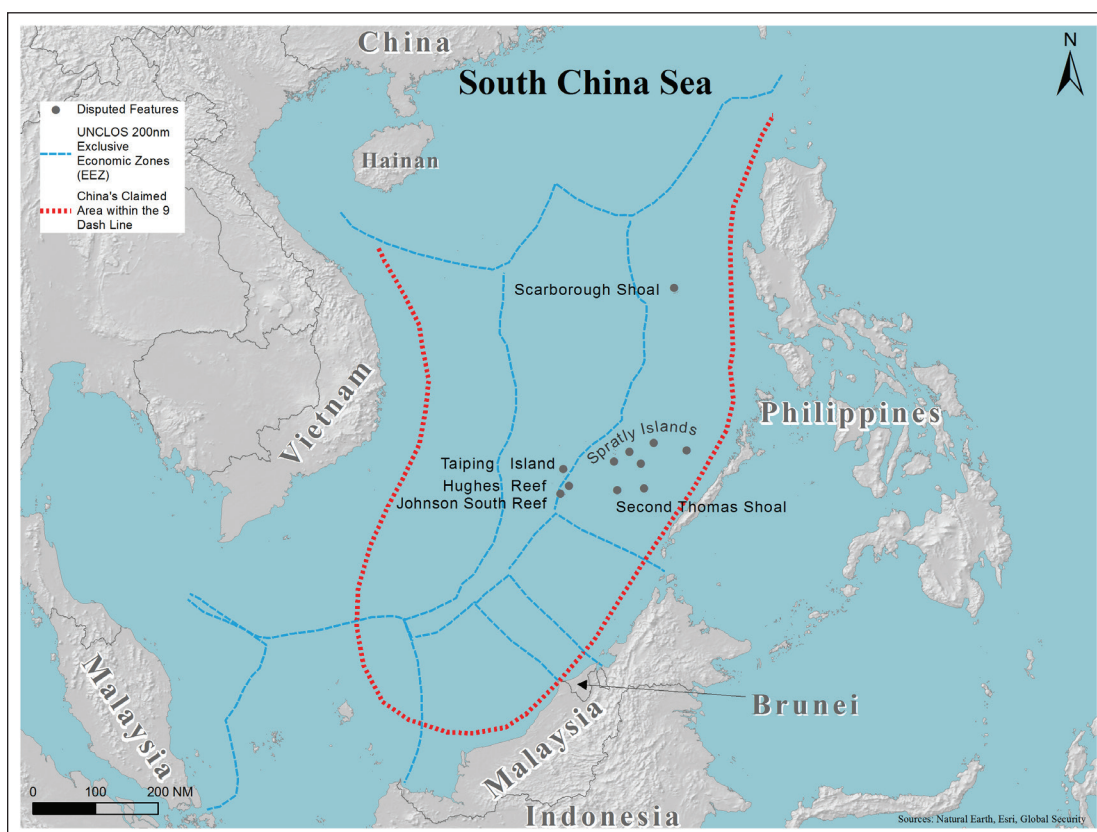 China
South China Sea
N
Disputed Features
UNCLOS 200nm
Exclusive
Economic Zones
(EEZ)
China's Claimed
Area within the 9
Dash Line
Hainan
Scarborough Shoal
Vietnam
Philippines
Spratly Islands
Taiping Island
Hughes Reef
Johnson South Reef
Second Thomas Shoal
Malaysia
Brunei
Malaysia
0 100 200 NM
Indonesia
Sources: Natural Earth, Esri, Global Security